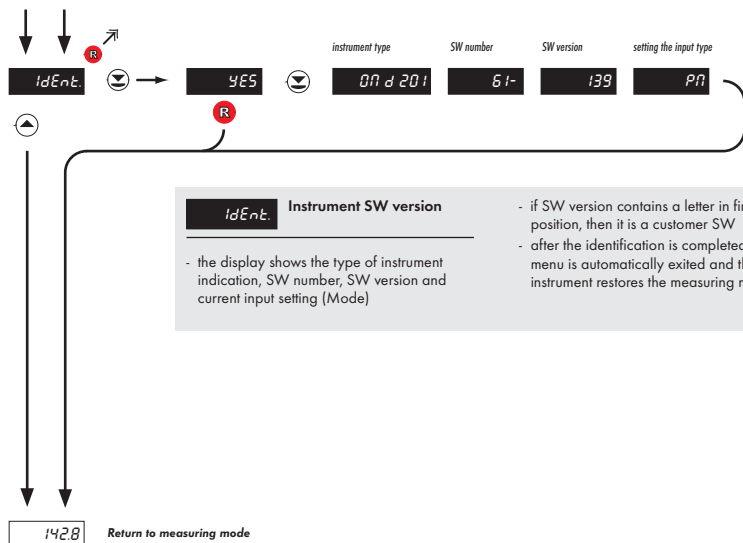 instrument type
SW number
SW version
setting the input type
R
IdEnt.
YES
OM d 201
61-
139
PM
R
IdEnt.
Instrument SW version
- the display shows the type of instrument
indication, SW number, SW version and
current input setting (Mode)
- if SW version contains a letter in
position, then it is a customer SW
- after the identification is completed
menu is automatically exited and
instrument restores the measuring
142.8
Return to measuring mode